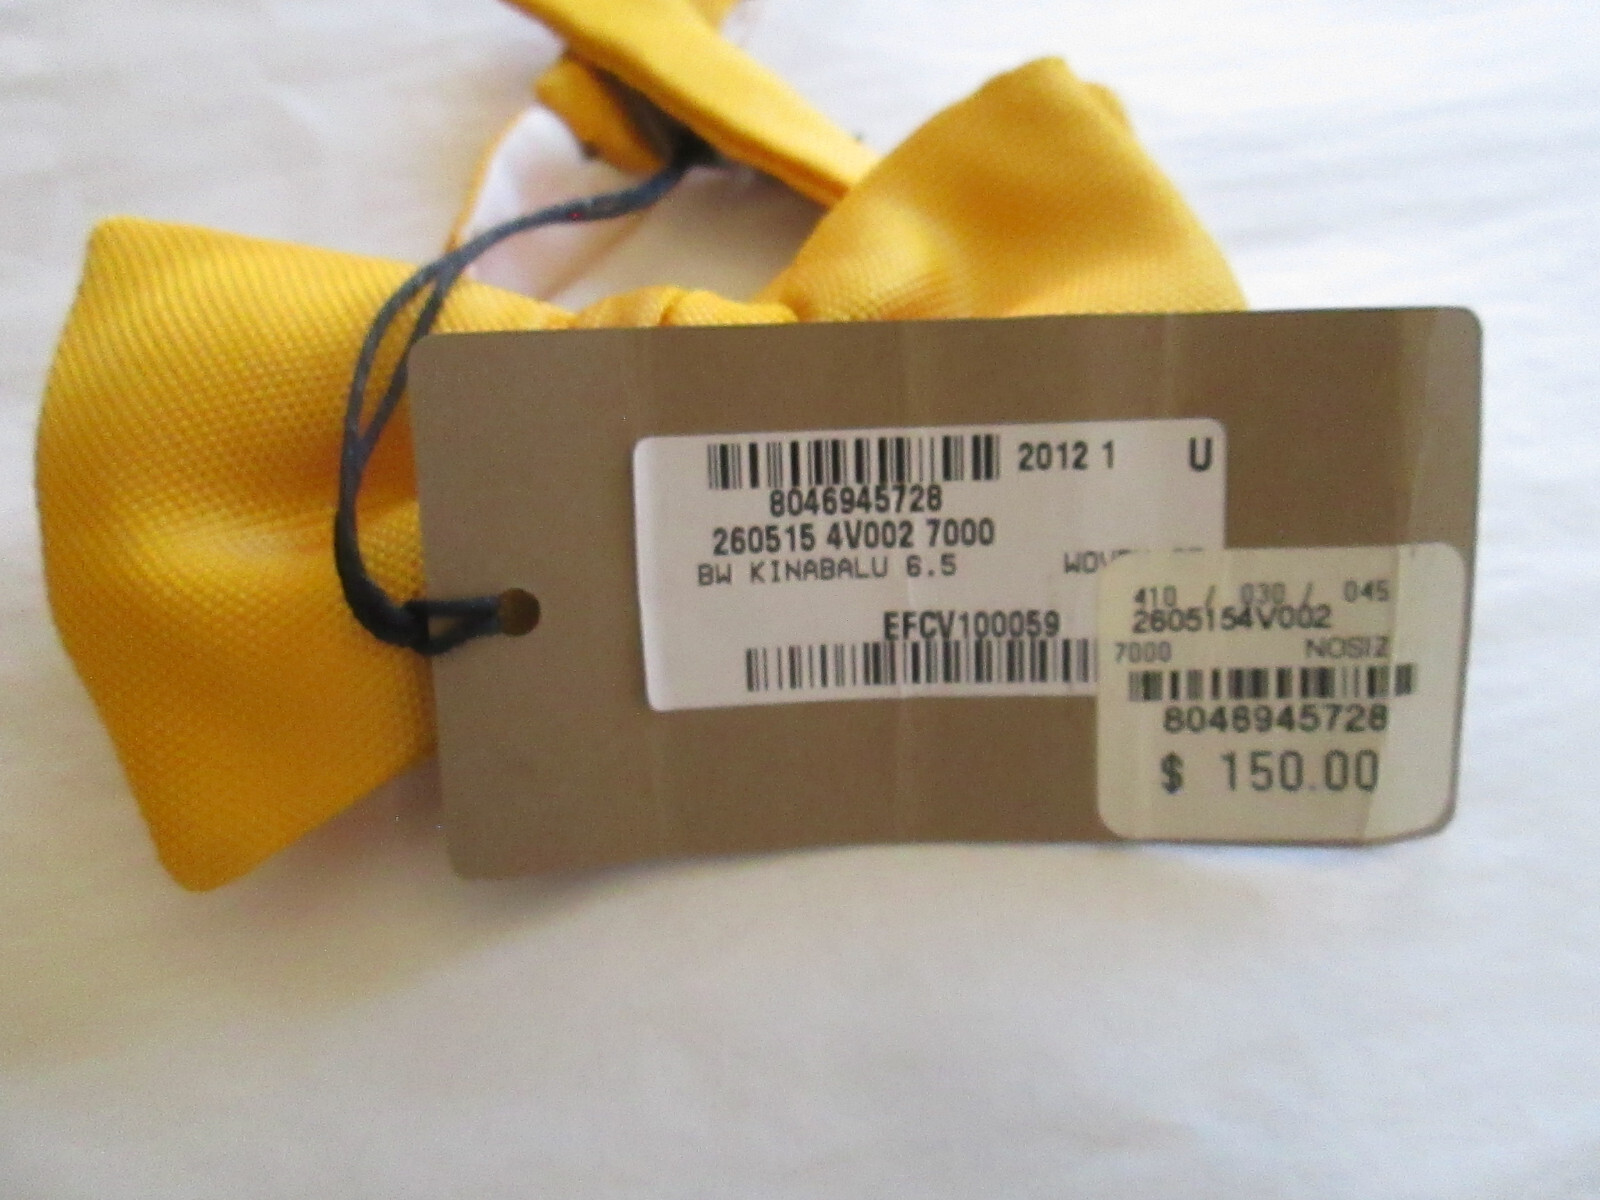 2012 1 U
8046945728
260515 4V002 7000
BW KINABALU 6.5
EFCV100059
410 / 030 / 045
2605154V002
7000 NOSIZ
8046945728
$ 150.00